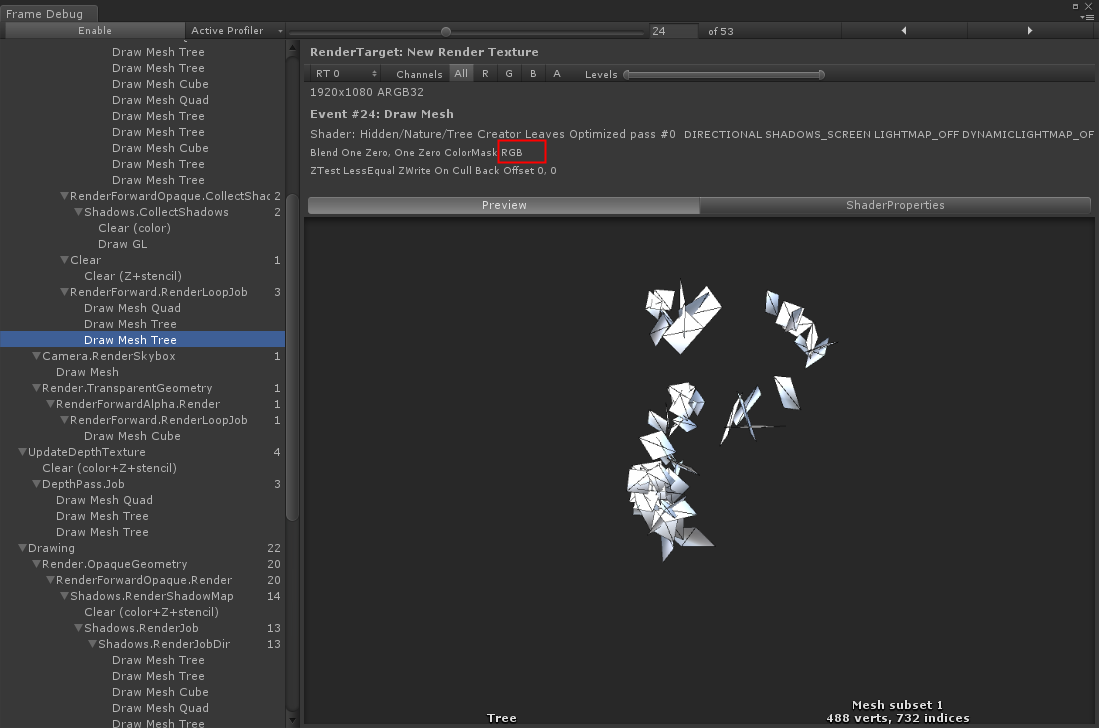 Frame Debug
Enable
Active Profiler
24
of 53
Draw Mesh Tree
Draw Mesh Tree
Draw Mesh Cube
Draw Mesh Quad
Draw Mesh Tree
Draw Mesh Tree
Draw Mesh Cube
Draw Mesh Tree
Draw Mesh Tree
RenderForwardOpaque.CollectShac 2
Shadows.CollectShadows 2
Clear (color)
Draw GL
Clear 1
Clear (Z+stencil)
RenderForward.RenderLoopJob 3
Draw Mesh Quad
Draw Mesh Tree
Draw Mesh Tree
Camera.RenderSkybox 1
Draw Mesh
Render.TransparentGeometry 1
RenderForwardAlpha.Render 1
RenderForward.RenderLoopJob 1
Draw Mesh Cube
UpdateDepthTexture 4
Clear (color+Z+stencil)
DepthPass.Job 3
Draw Mesh Quad
Draw Mesh Tree
Draw Mesh Tree
Drawing 22
Render.OpaqueGeometry 20
RenderForwardOpaque.Render 20
Shadows.RenderShadowMap 14
Clear (color+Z+stencil)
Shadows.RenderJob 13
Shadows.RenderJobDir 13
Draw Mesh Tree
Draw Mesh Tree
Draw Mesh Cube
Draw Mesh Quad
Draw Mesh Tree
RenderTarget: New Render Texture
RT 0 Channels All R G B A Levels
1920x1080 ARGB32
Event #24: Draw Mesh
Shader: Hidden/Nature/Tree Creator Leaves Optimized pass #0 DIRECTIONAL SHADOWS_SCREEN LIGHTMAP_OFF DYNAMICLIGHTMAP_OF
Blend One Zero, One Zero ColorMask RGB
ZTest LessEqual ZWrite On Cull Back Offset 0, 0
Preview
ShaderProperties
Tree
Mesh subset 1
488 verts, 732 indices